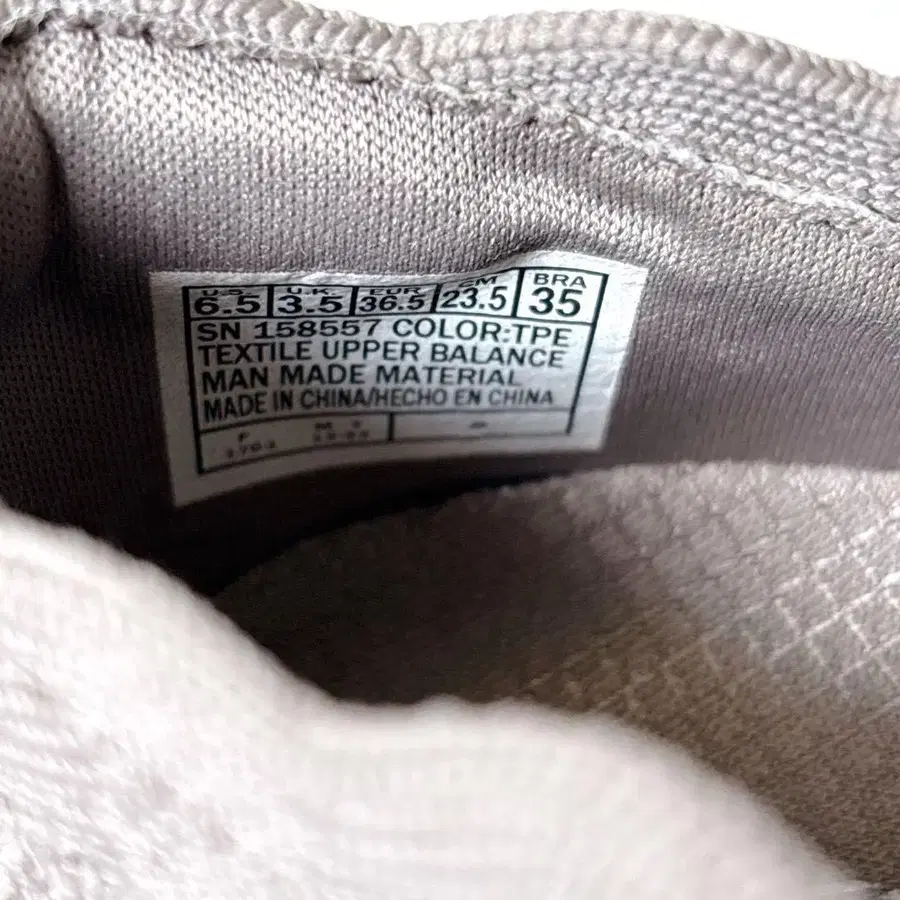 U.S. U.K. EUR CM BRA
6.5 3.5 36.5 23.5 35
SN 158557 COLOR:TPE
TEXTILE UPPER BALANCE
MAN MADE MATERIAL
MADE IN CHINA/HECHO EN CHINA